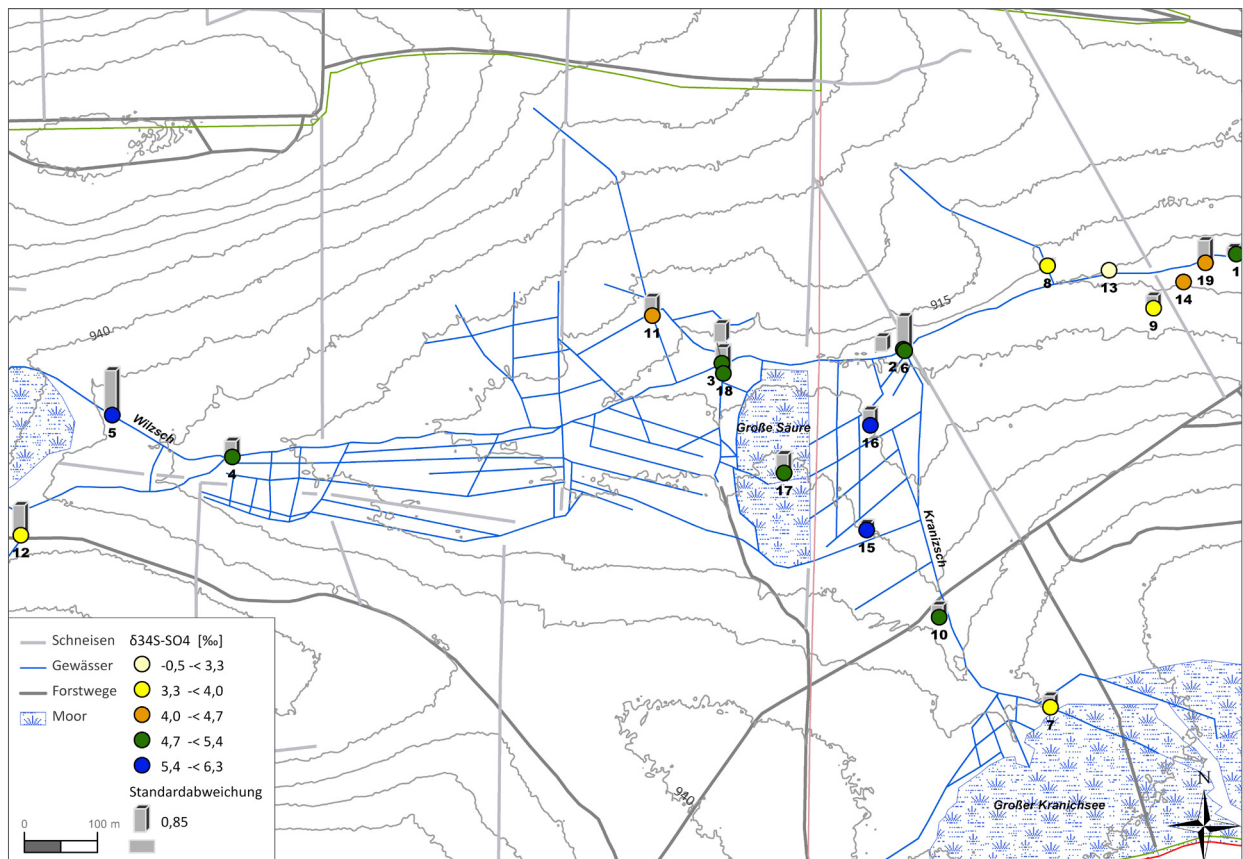 915
8
13
19
1
14
9
11
940
2
6
3
18
5
Wilzsch
Große Säure
16
4
17
12
15
Kranizsch
10
7
940
Großer Kranichsee
N
Schneisen
Gewässer
Forstwege
Moor
δ34S-SO4 [‰]
-0,5 -< 3,3
3,3 -< 4,0
4,0 -< 4,7
4,7 -< 5,4
5,4 -< 6,3
Standardabweichung
0,85
0 100 m